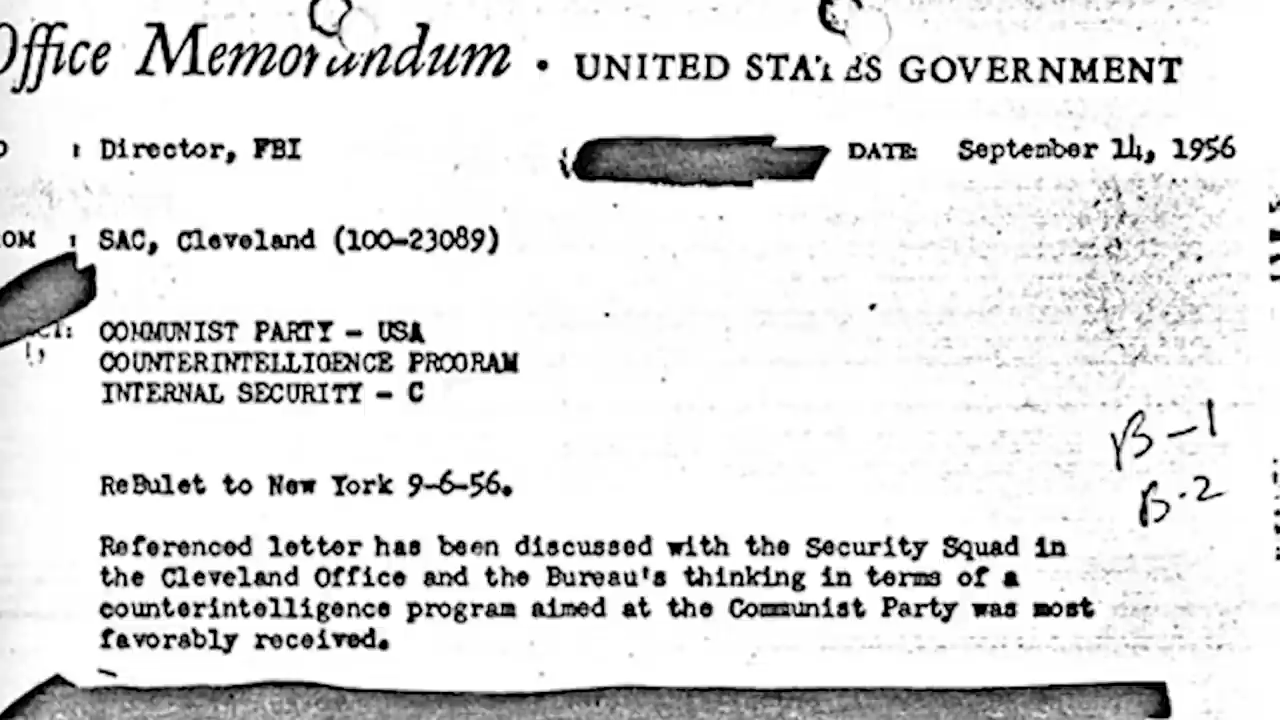 Office Memorandum • UNITED STATES GOVERNMENT
: Director, FBI DATE: September 14, 1956
OM : SAC, Cleveland (100-23089)
COMMUNIST PARTY - USA
COUNTERINTELLIGENCE PROGRAM
INTERNAL SECURITY - C
B-1
ReBulet to New York 9-6-56.
B-2
Referenced letter has been discussed with the Security Squad in
the Cleveland Office and the Bureau's thinking in terms of a
counterintelligence program aimed at the Communist Party was most
favorably received.